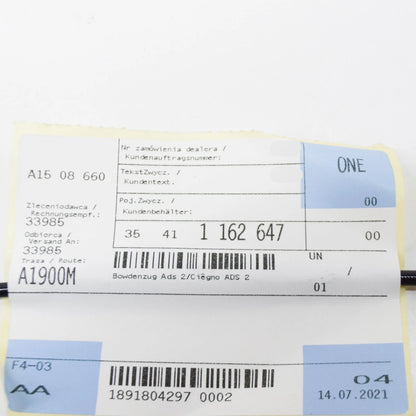 Nr zamówienia dealera /
Kundenauftragsnummer:
ONE
A15 08 660
TekstZwycz. /
Kundentext.
00
Zleceniodawca /
Rechnungsempf.:
33985
Poj.Zwycz. /
Kundenbehälter:
Odbiorca /
Versand An:
33985
35 41 1 162 647 00
Trasa / Route:
A1900M
Bowdenzug Ads 2/Cięgno ADS 2
UN /
01
F4-03
AA
1891804297 0002
04
14.07.2021